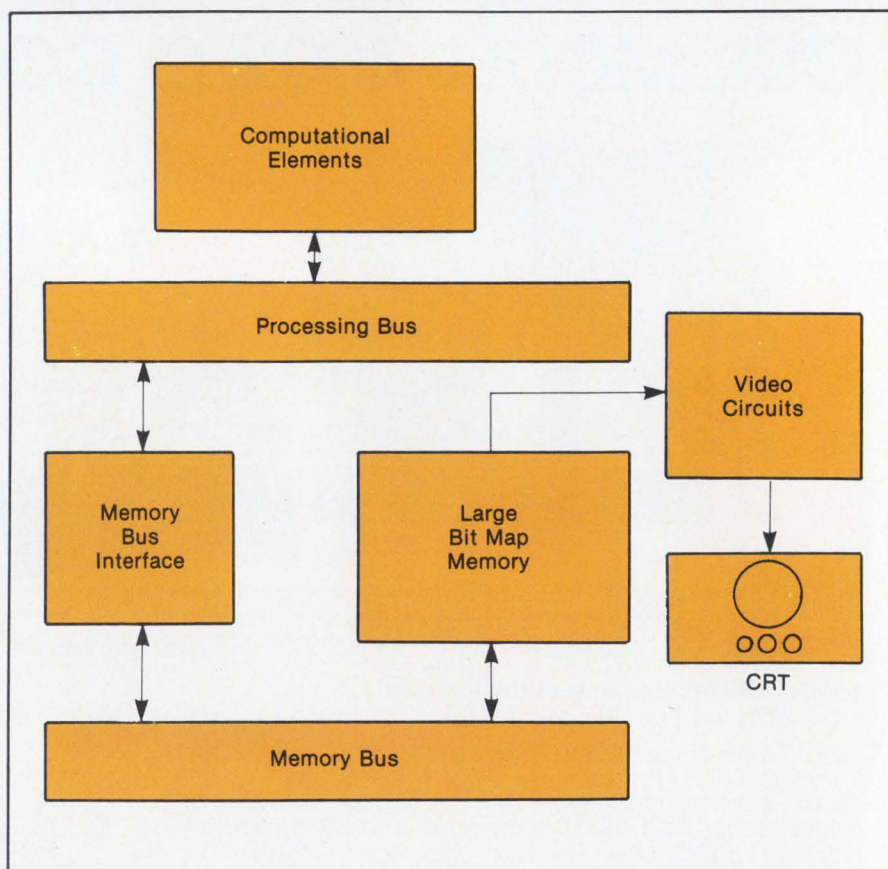 Computational
Elements
Processing Bus
Video
Circuits
Memory
Bus
Interface
Large
Bit Map
Memory
CRT
Memory Bus